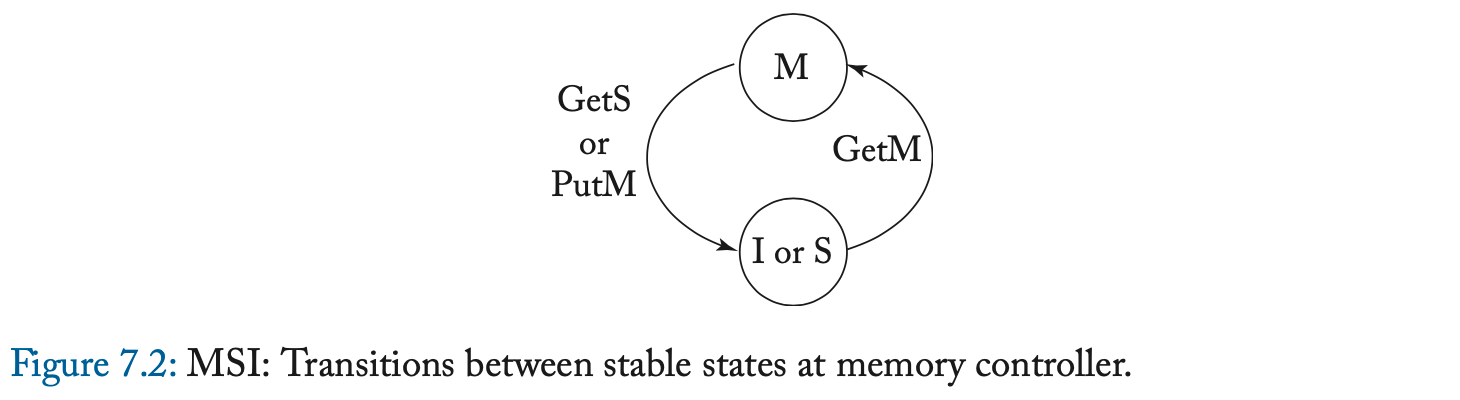 M
GetS
or
PutM
GetM
I or S
Figure 7.2: MSI: Transitions between stable states at memory controller.